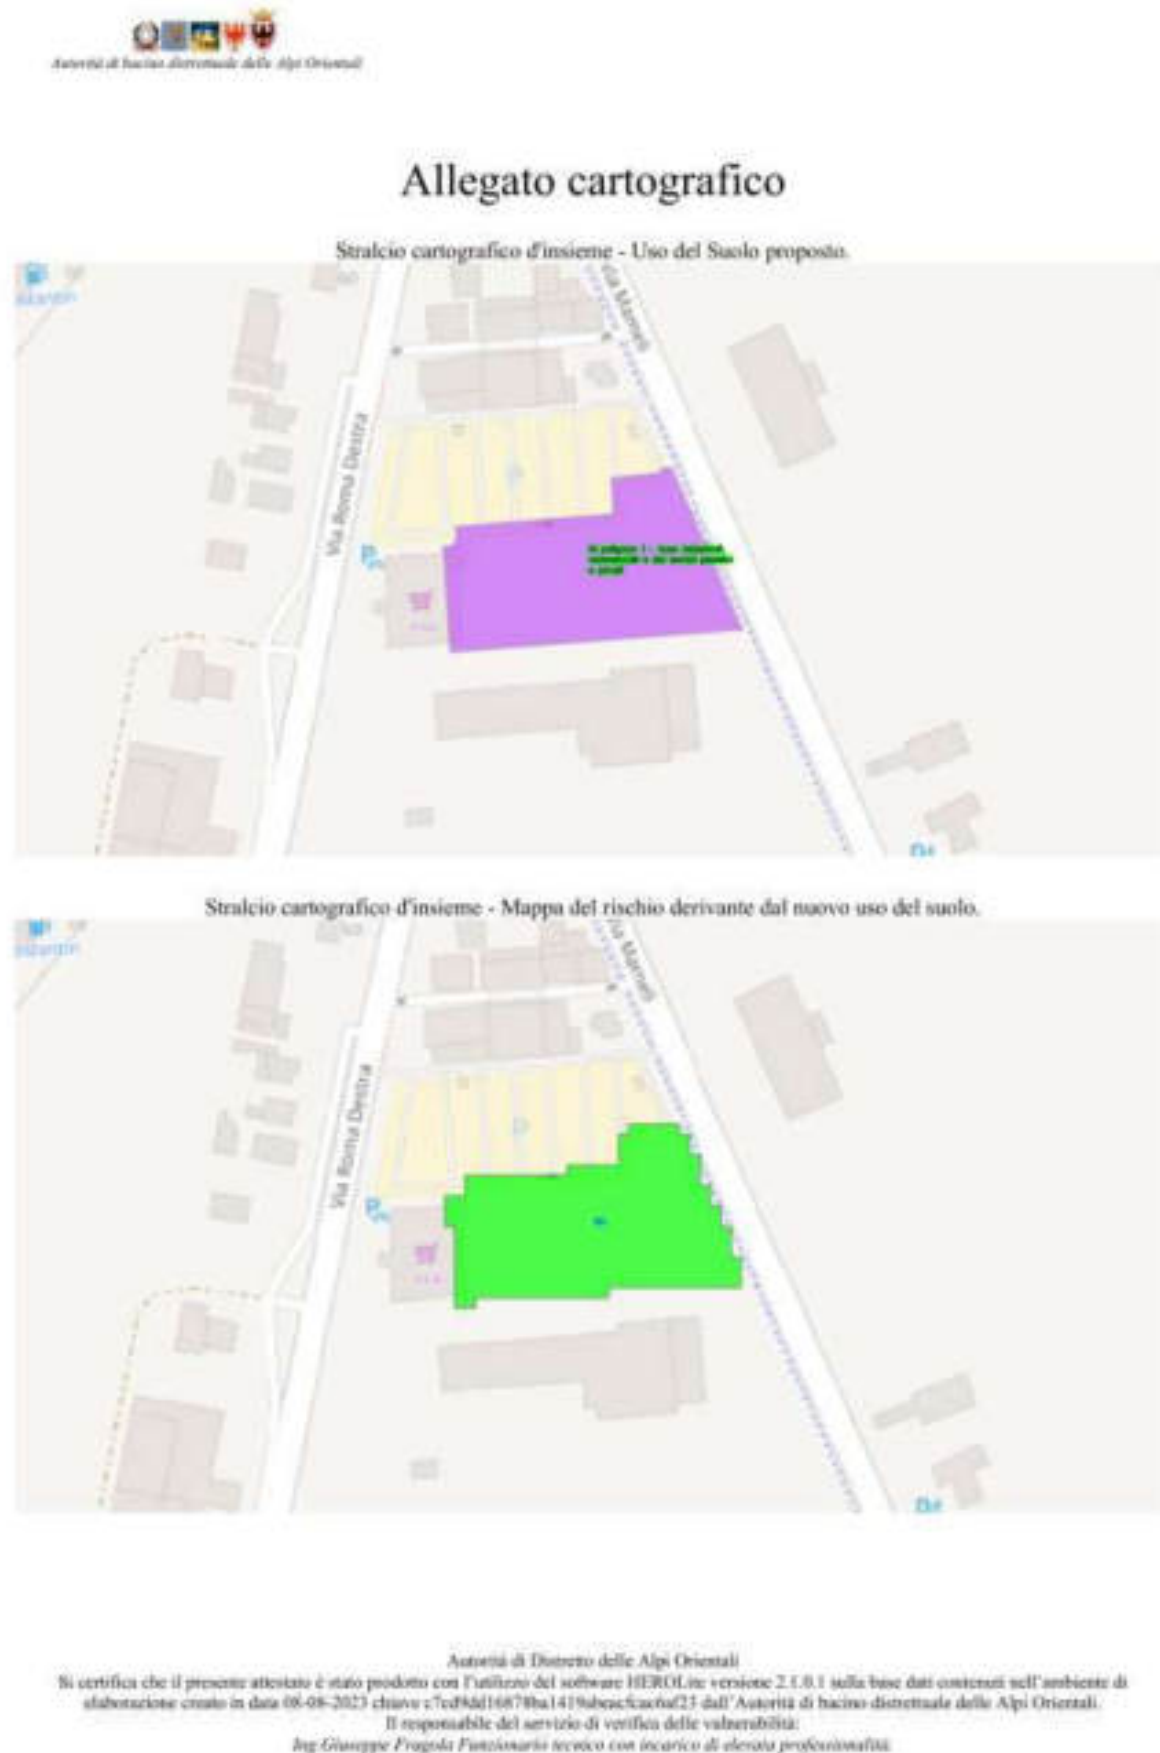 Autorità di bacino distrettuale delle Alpi Orientali
Allegato cartografico
Stralcio cartografico d'insieme - Uso del Suolo proposto.
Via Mameli
Via Roma Destra
Stralcio cartografico d'insieme - Mappa del rischio derivante dal nuovo uso del suolo.
Via Mameli
Via Roma Destra
Autorità di Distretto delle Alpi Orientali
Si certifica che il presente attestato è stato prodotto con l'utilizzo del software HEROLite versione 2.1.0.1 sulla base dati contenuti nell'ambiente di
elaborazione creato in data 08-08-2023 chiave dall'Autorità di bacino distrettuale delle Alpi Orientali.
Il responsabile del servizio di verifica delle vulnerabilità:
Ing Giuseppe Fragola Funzionario tecnico con incarico di elevata professionalità